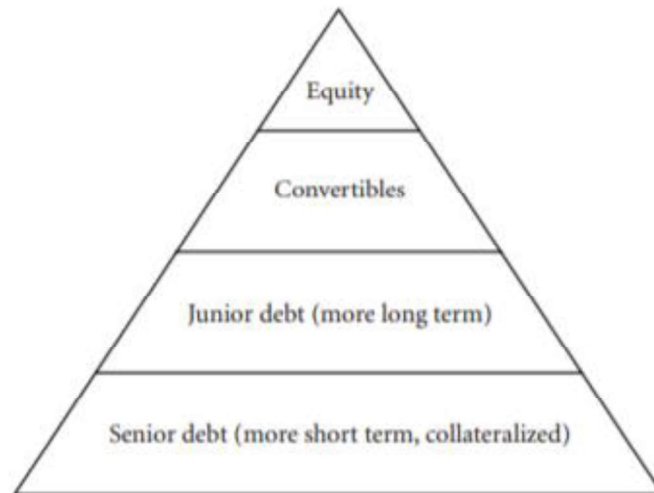 Equity
Convertibles
Junior debt (more long term)
Senior debt (more short term, collateralized)